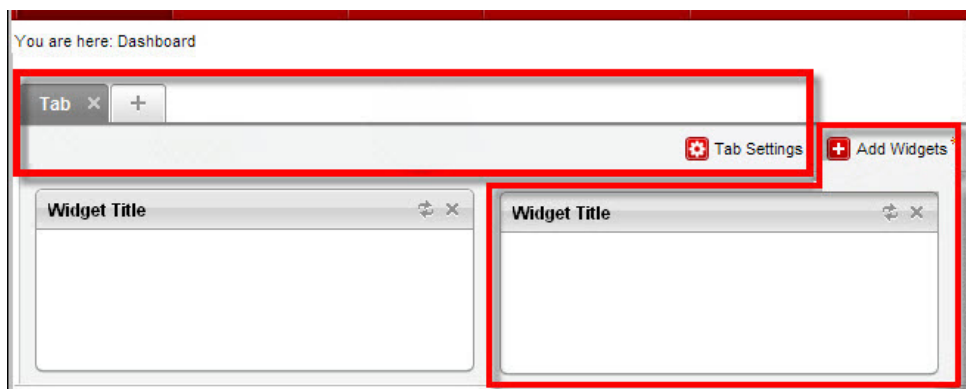 You are here: Dashboard
Tab
Tab Settings
Add Widgets
Widget Title
Widget Title